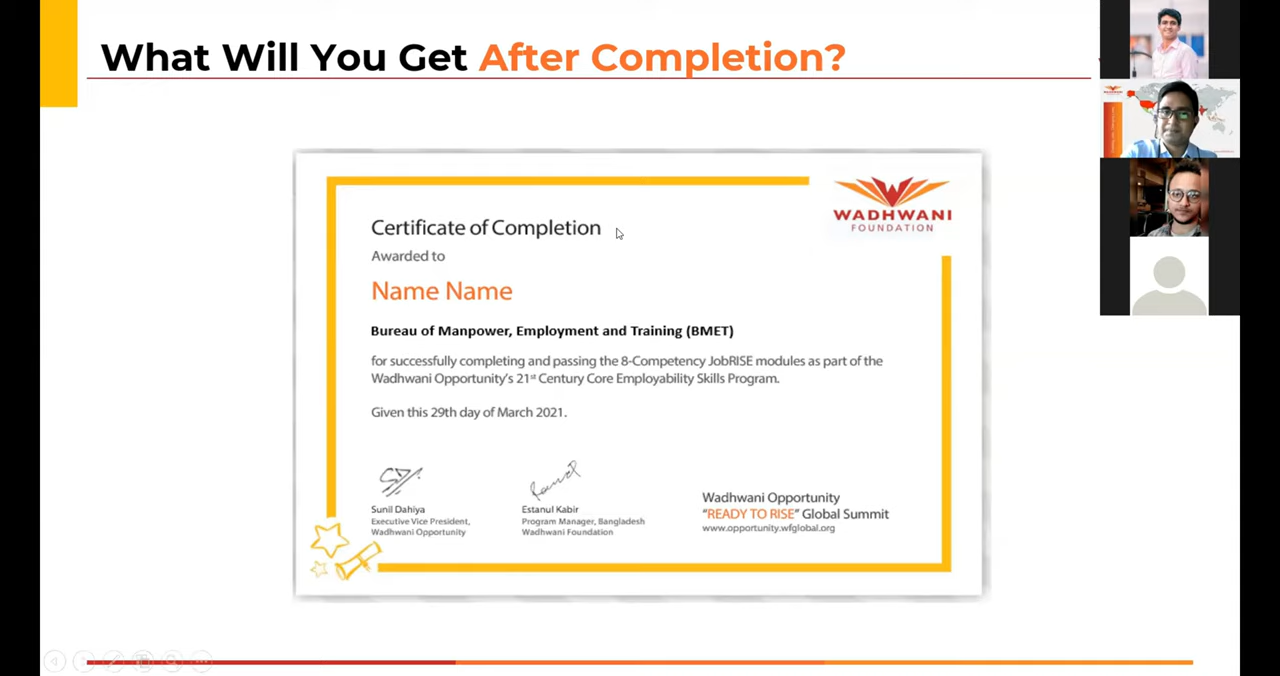 What Will You Get After Completion?
WADHWANI
FOUNDATION
Certificate of Completion
Awarded to
Name Name
Bureau of Manpower, Employment and Training (BMET)
for successfully completing and passing the 8-Competency JobRISE modules as part of the
Wadhwani Opportunity's 21st Century Core Employability Skills Program.
Given this 29th day of March 2021.
Sunil Dahiya
Executive Vice President,
Wadhwani Opportunity
Estanul Kabir
Program Manager, Bangladesh
Wadhwani Foundation
Wadhwani Opportunity
“READY TO RISE” Global Summit
www.opportunity.wfglobal.org